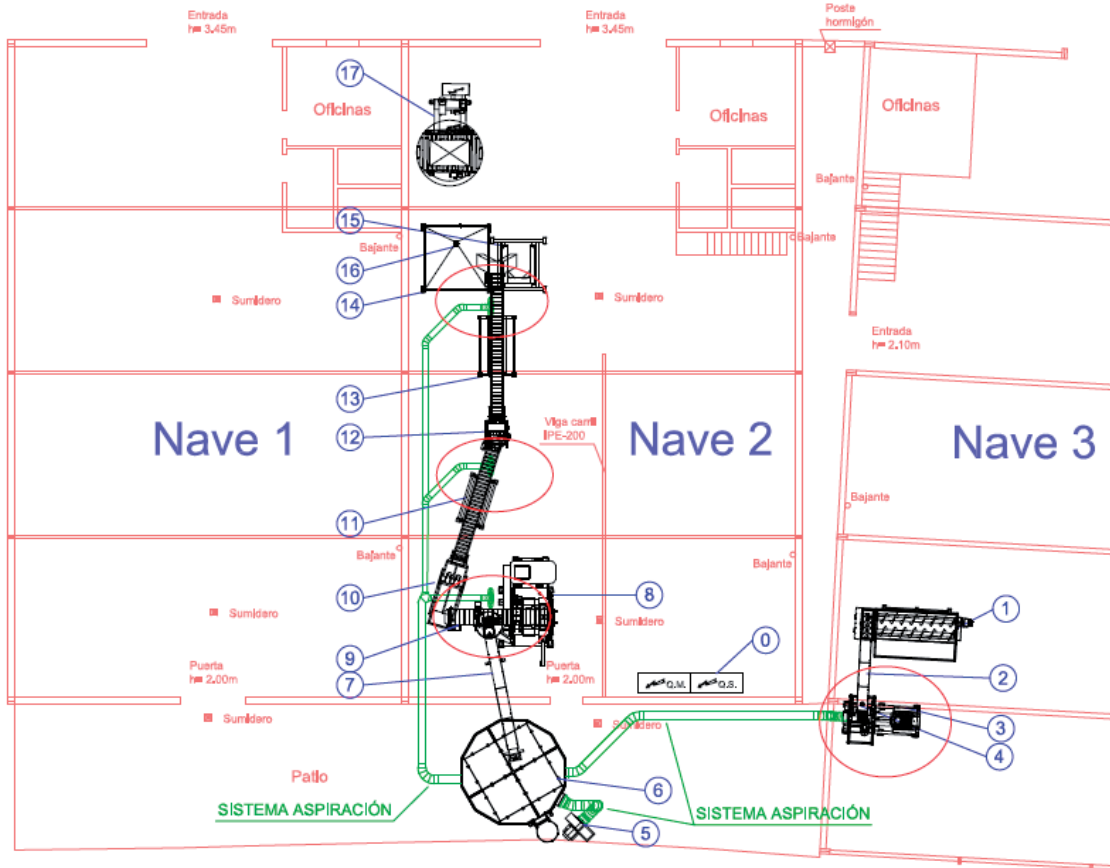 Entrada
h= 3.45m
Entrada
h= 3.45m
Poste
hormigón
17
Oficinas
Oficinas
Oficinas
Bajante
15
Bajante
16
Bajante
14
Sumidero
Sumidero
Entrada
h= 2.10m
13
Nave 1
12
Viga carril
IPE-200
Nave 2
Nave 3
11
Bajante
Bajante
Bajante
10
8
1
Sumidero
Sumidero
9
0
Puerta
h= 2.00m
7
Puerta
h= 2.00m
Q.M.
Q.S.
2
Sumidero
Sumidero
3
4
Patio
6
SISTEMA ASPIRACIÓN
SISTEMA ASPIRACIÓN
5